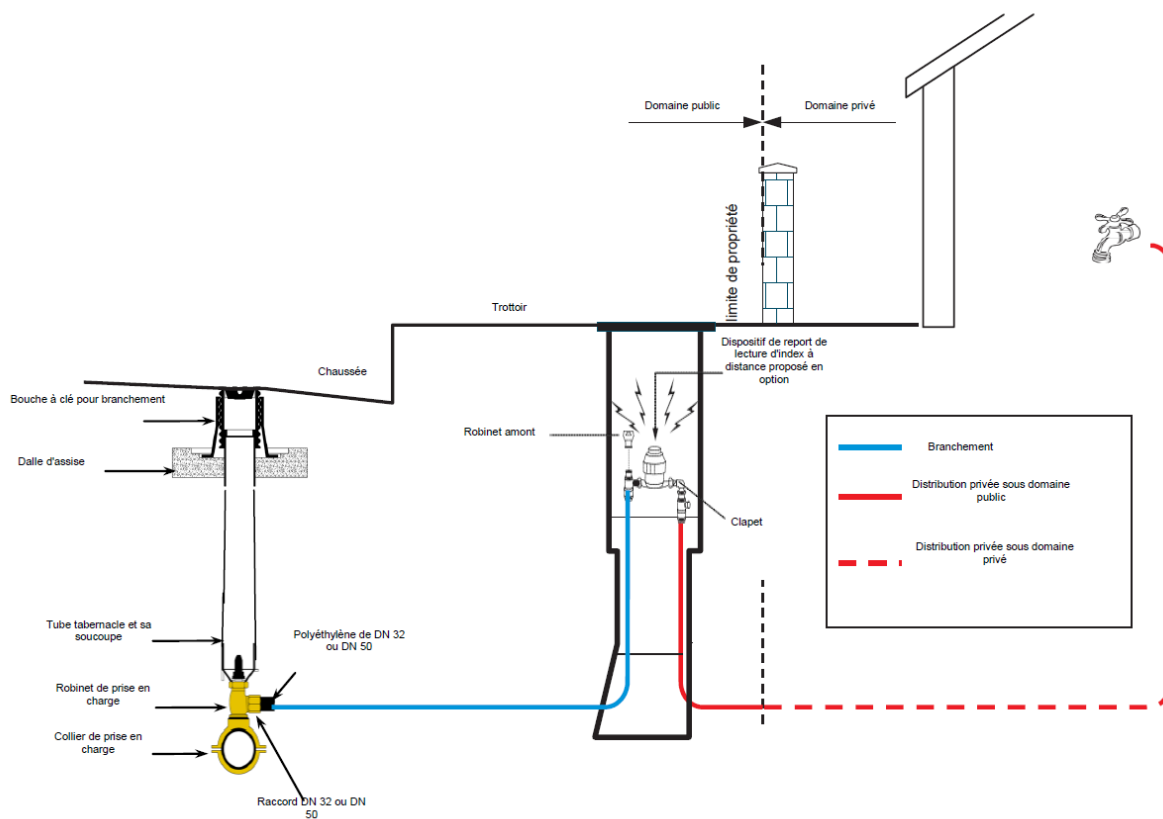 Domaine public
Domaine privé
limite de propriété
Trottoir
Dispositif de report de
lecture d'index à
distance proposé en
option
Chaussée
Bouche à clé pour branchement
Robinet amont
Dalle d'assise
Clapet
Branchement
Distribution privée sous domaine
public
Distribution privée sous domaine
privé
Tube tabernacle et sa
soucoupe
Polyéthylène de DN 32
ou DN 50
Robinet de prise en
charge
Collier de prise en
charge
Raccord DN 32 ou DN
50